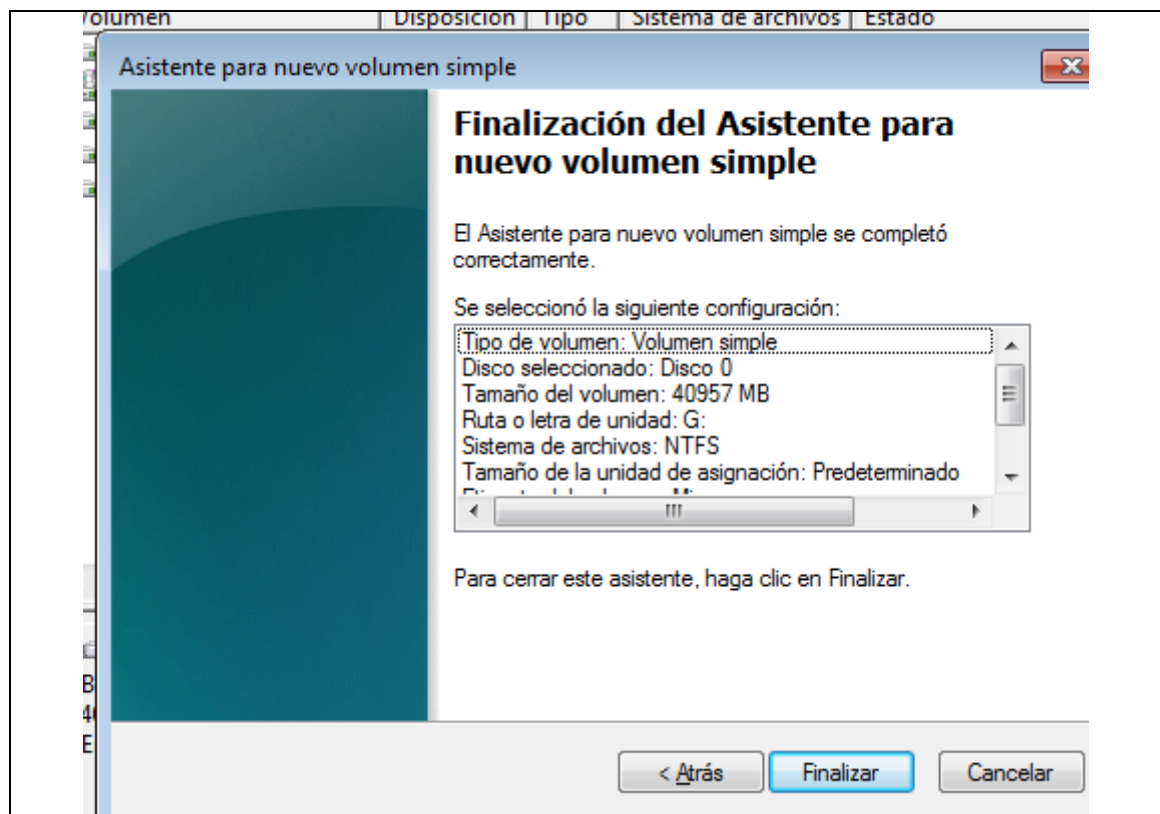 Volumen Disposición Tipo Sistema de archivos Estado
Asistente para nuevo volumen simple
Finalización del Asistente para
nuevo volumen simple
El Asistente para nuevo volumen simple se completó
correctamente.
Se seleccionó la siguiente configuración:
Tipo de volumen: Volumen simple
Disco seleccionado: Disco 0
Tamaño del volumen: 40957 MB
Ruta o letra de unidad: G:
Sistema de archivos: NTFS
Tamaño de la unidad de asignación: Predeterminado
Para cerrar este asistente, haga clic en Finalizar.
B
40
E
< Atrás Finalizar Cancelar